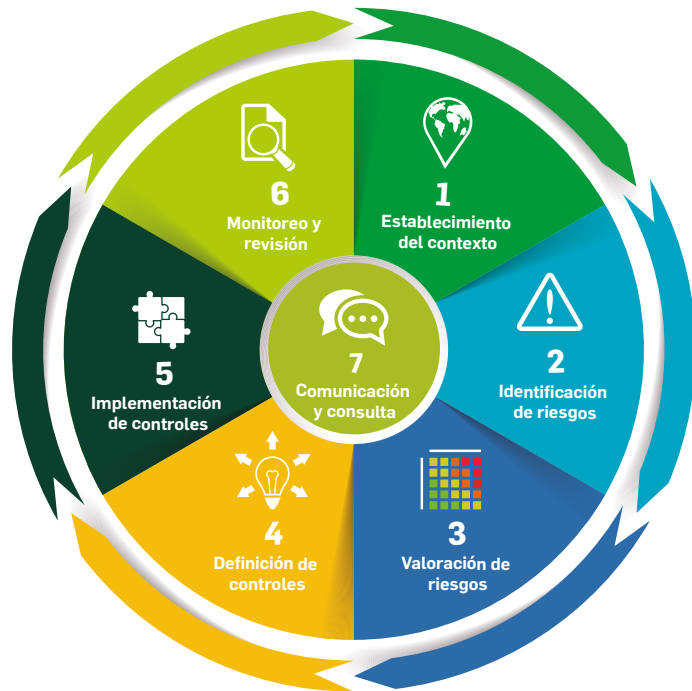 1
Establecimiento
del contexto
2
Identificación
de riesgos
3
Valoración de
riesgos
4
Definición de
controles
5
Implementación
de controles
6
Monitoreo y
revisión
7
Comunicación
y consulta